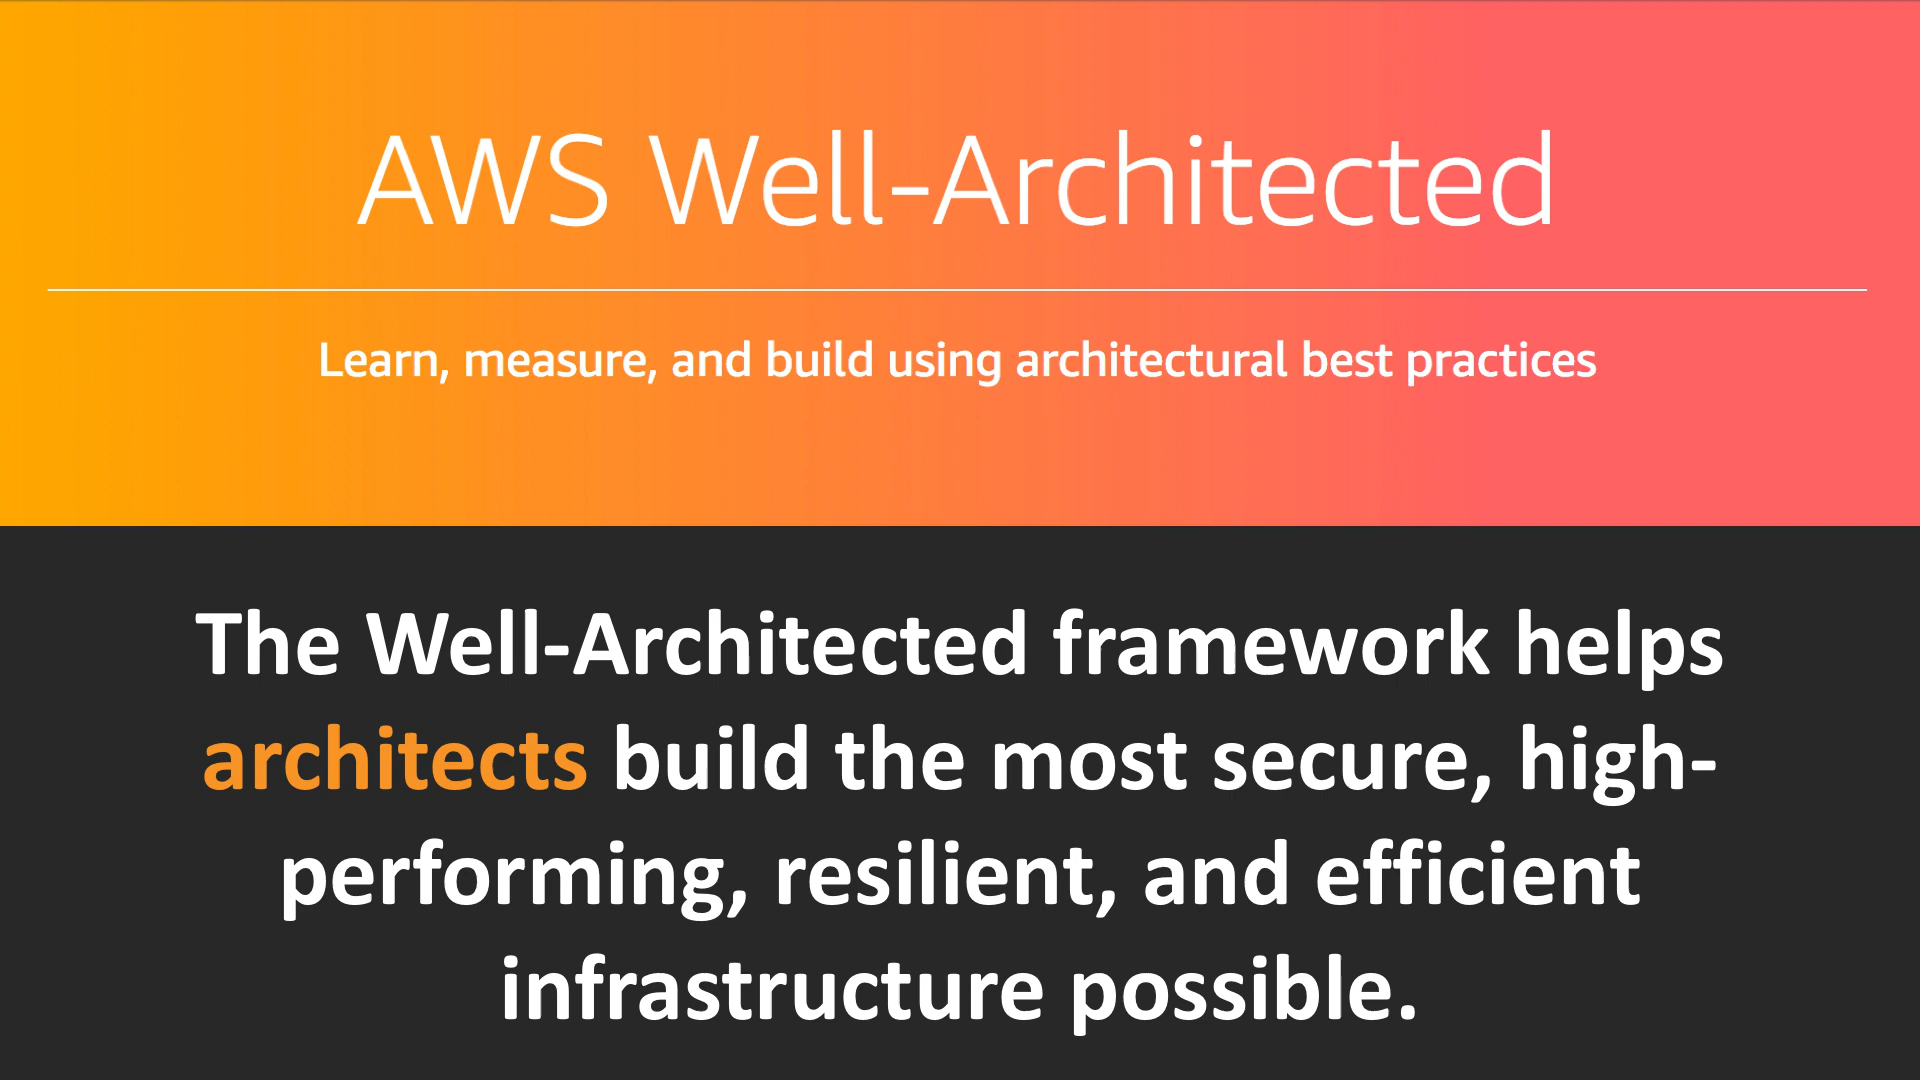 AWS Well-Architected
Learn, measure, and build using architectural best practices
The Well-Architected framework helps
architects build the most secure, high-
performing, resilient, and efficient
infrastructure possible.